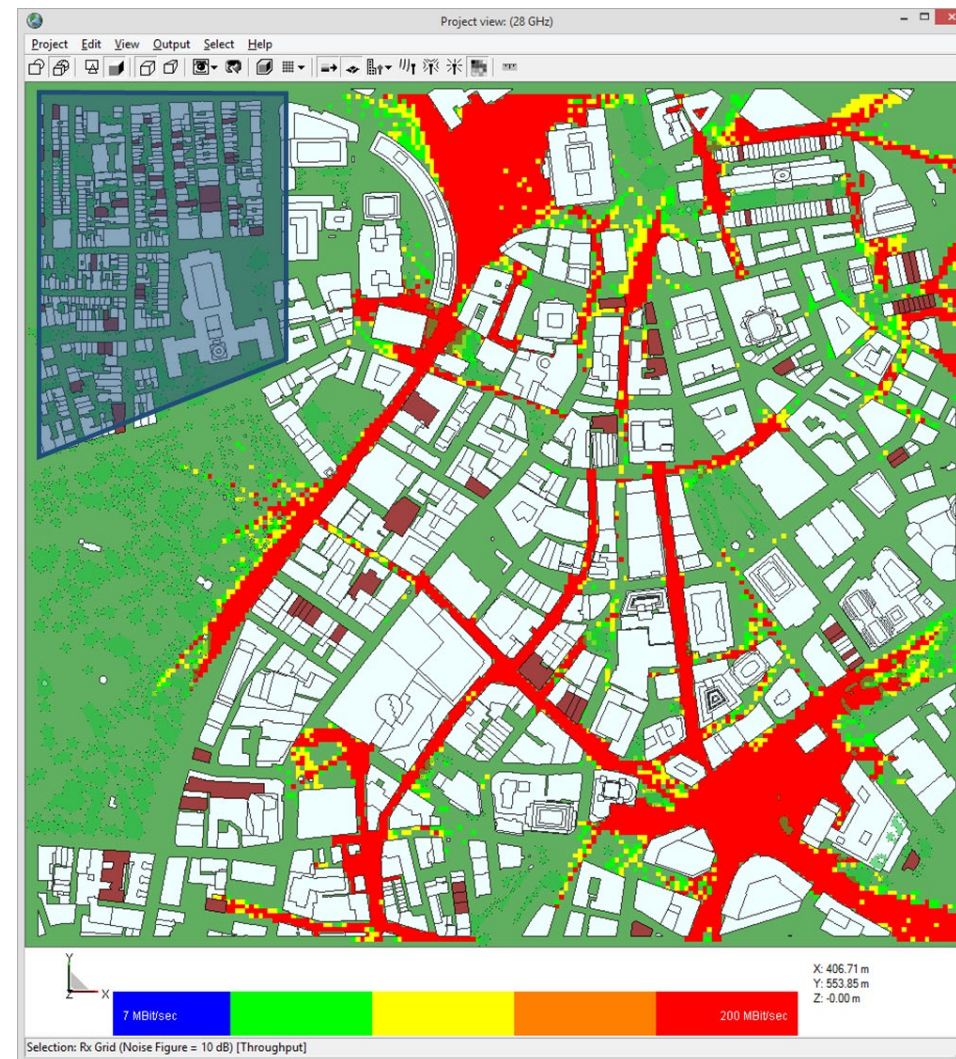 Project view: (28 GHz)
Project Edit View Output Select Help
Y
Z X
7 MBit/sec
200 MBit/sec
X: 406.71 m
Y: 553.85 m
Z: -0.00 m
Selection: Rx Grid (Noise Figure = 10 dB) [Throughput]